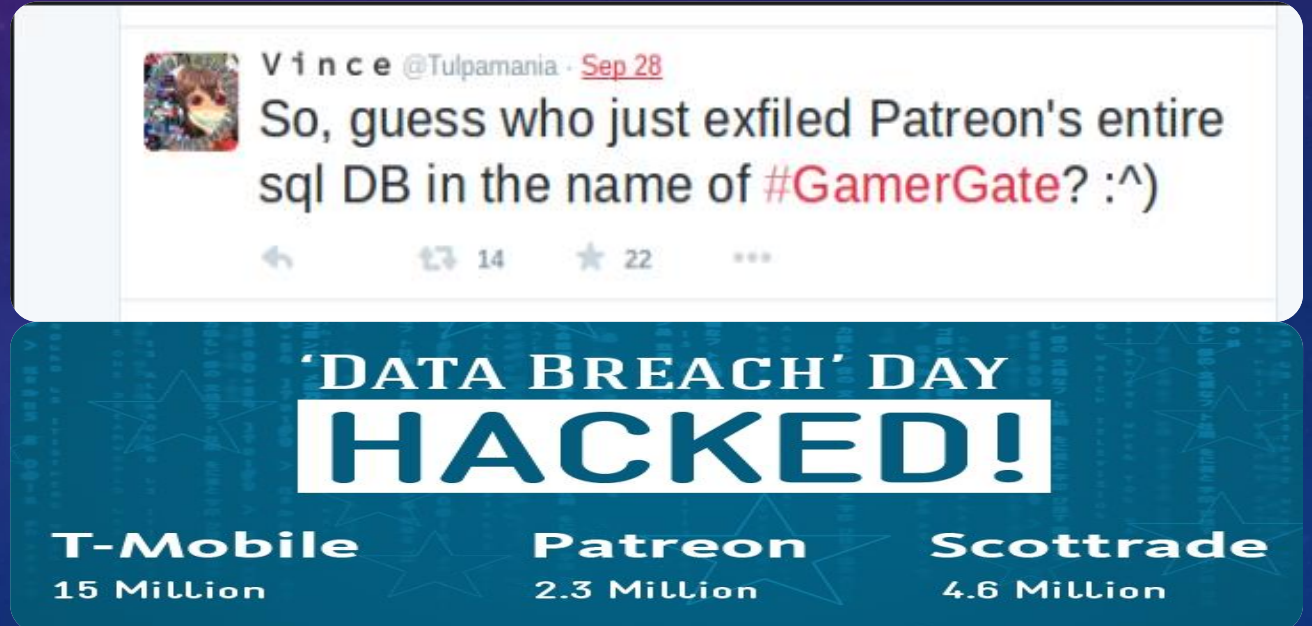 V i n c e @Tulpamania · Sep 28
So, guess who just exfiled Patreon's entire
sql DB in the name of #GamerGate? :^)
14 22
'DATA BREACH' DAY
HACKED!
T-Mobile Patreon Scottrade
15 Million 2.3 Million 4.6 Million